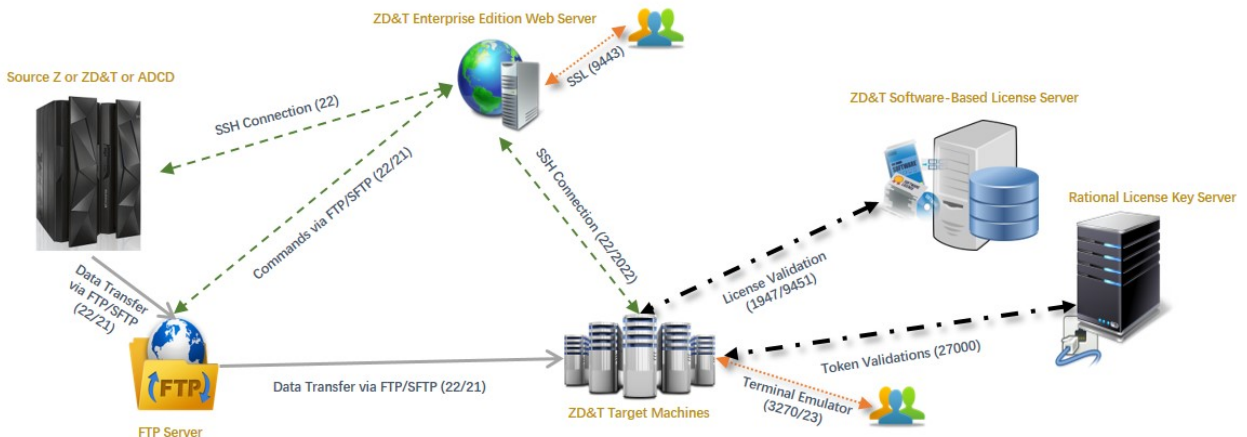 ZD&T Enterprise Edition Web Server
SSL (9443)
Source Z or ZD&T or ADCD
SSH Connection (22)
ZD&T Software-Based License Server
Commands via FTP/SFTP (22/21)
SSH Connection (22/2022)
Rational License Key Server
Data Transfer
via FTP/SFTP
(22/21)
License Validation
(1947/9451)
FTP
Data Transfer via FTP/SFTP (22/21)
Token Validations (27000)
Terminal Emulator
(3270/23)
ZD&T Target Machines
FTP Server